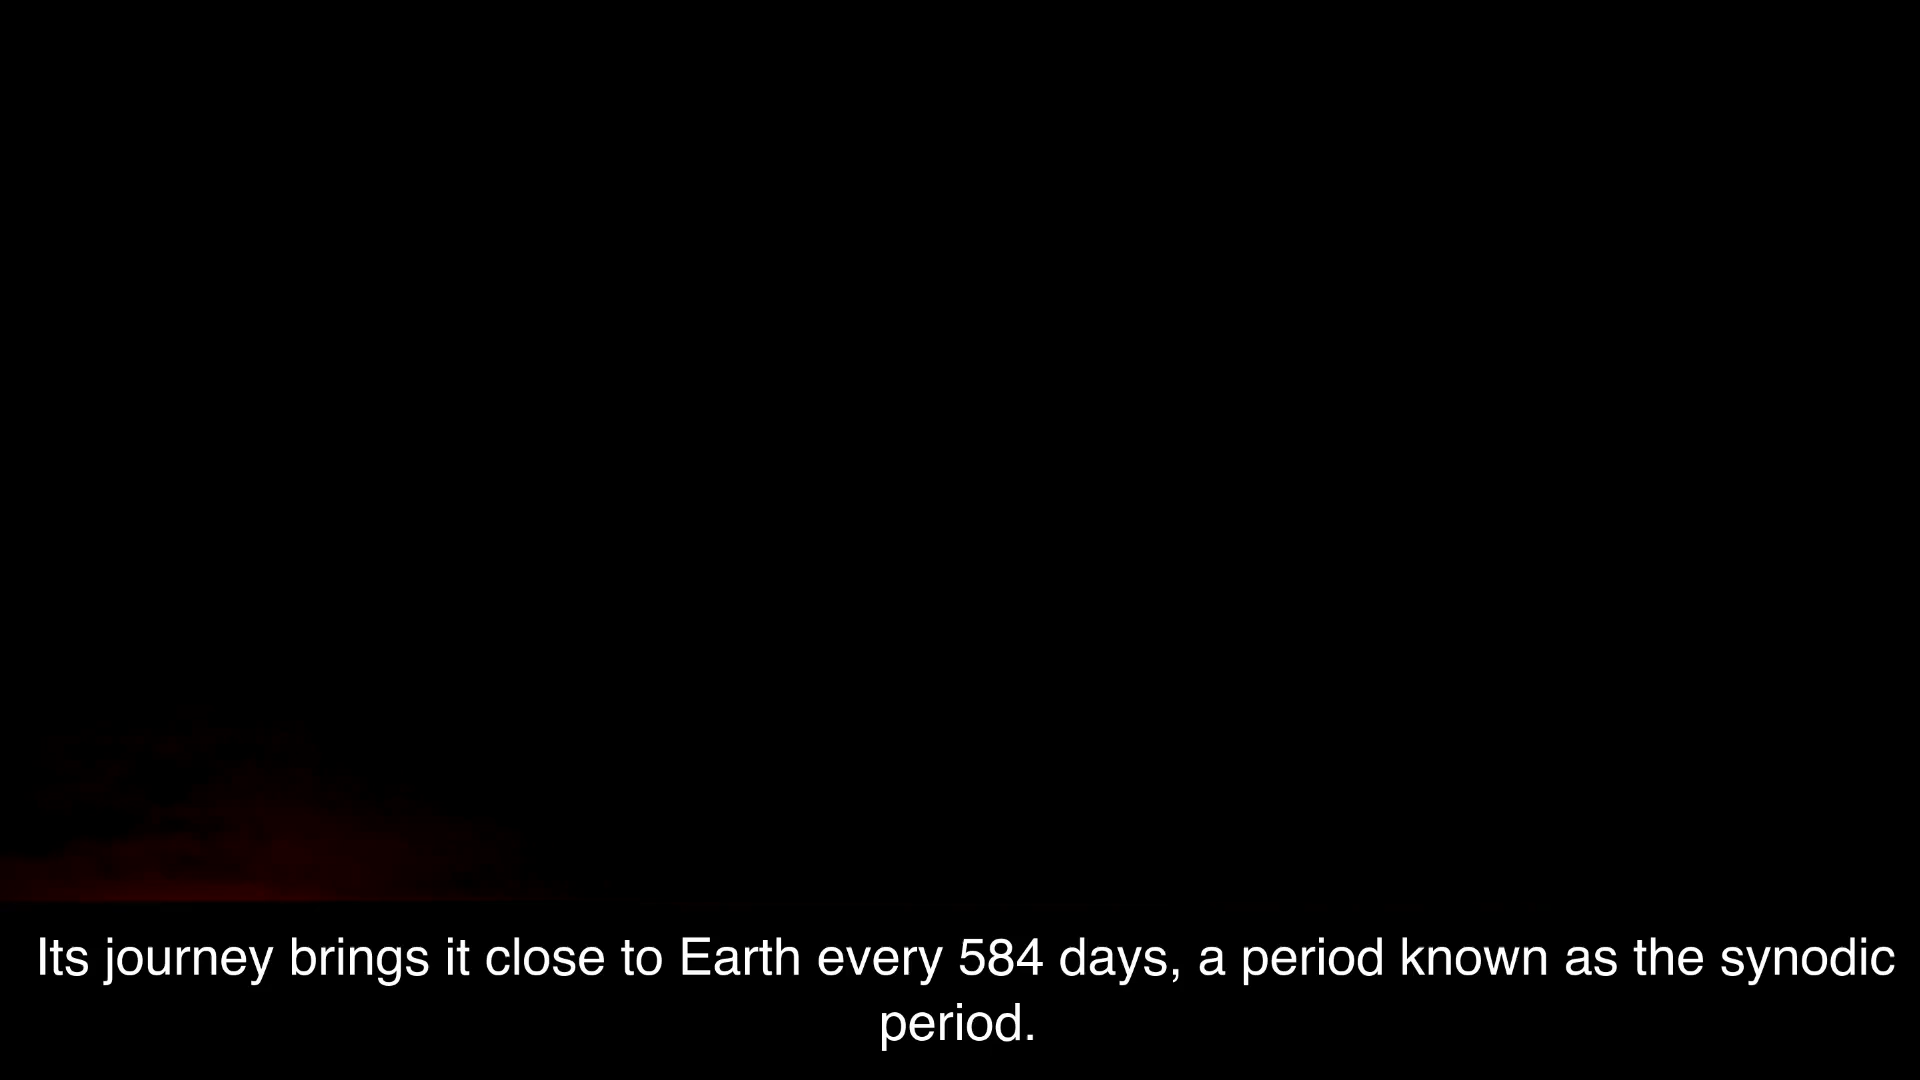 Its journey brings it close to Earth every 584 days, a period known as the synodic
period.